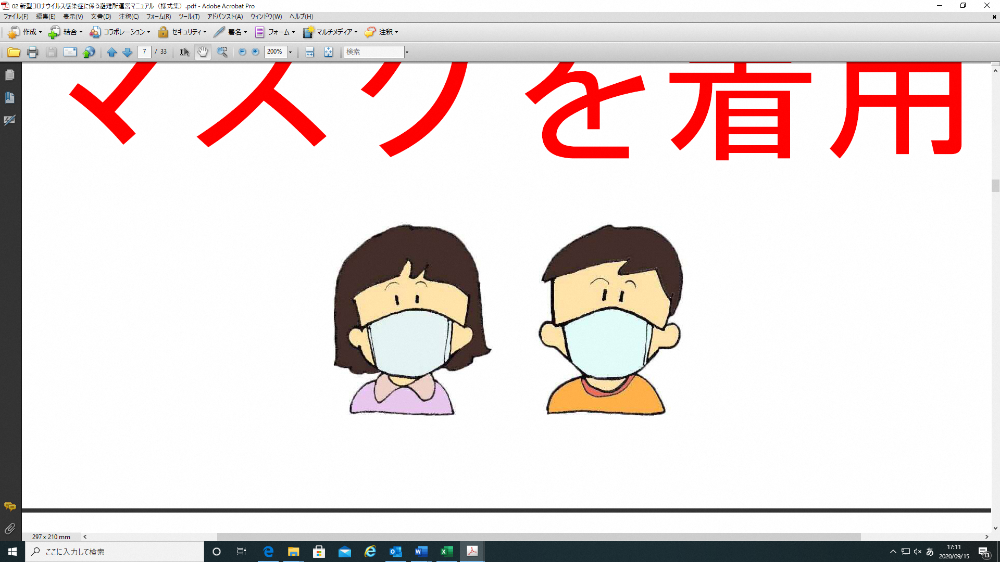 02 新型コロナウイルス感染症に係る避難所運営マニュアル（様式集）.pdf - Adobe Acrobat Pro
ファイル(F) 編集(E) 表示(V) 文書(D) 注釈(C) フォーム(R) ツール(T) アドバンスト(A) ウィンドウ(W) ヘルプ(H)
作成 結合 コラボレーション セキュリティ 署名 フォーム マルチメディア 注釈
7 / 33 200% 検索
マスクを着用
297 x 210 mm
ここに入力して検索
あ 17:11
2020/09/15 13